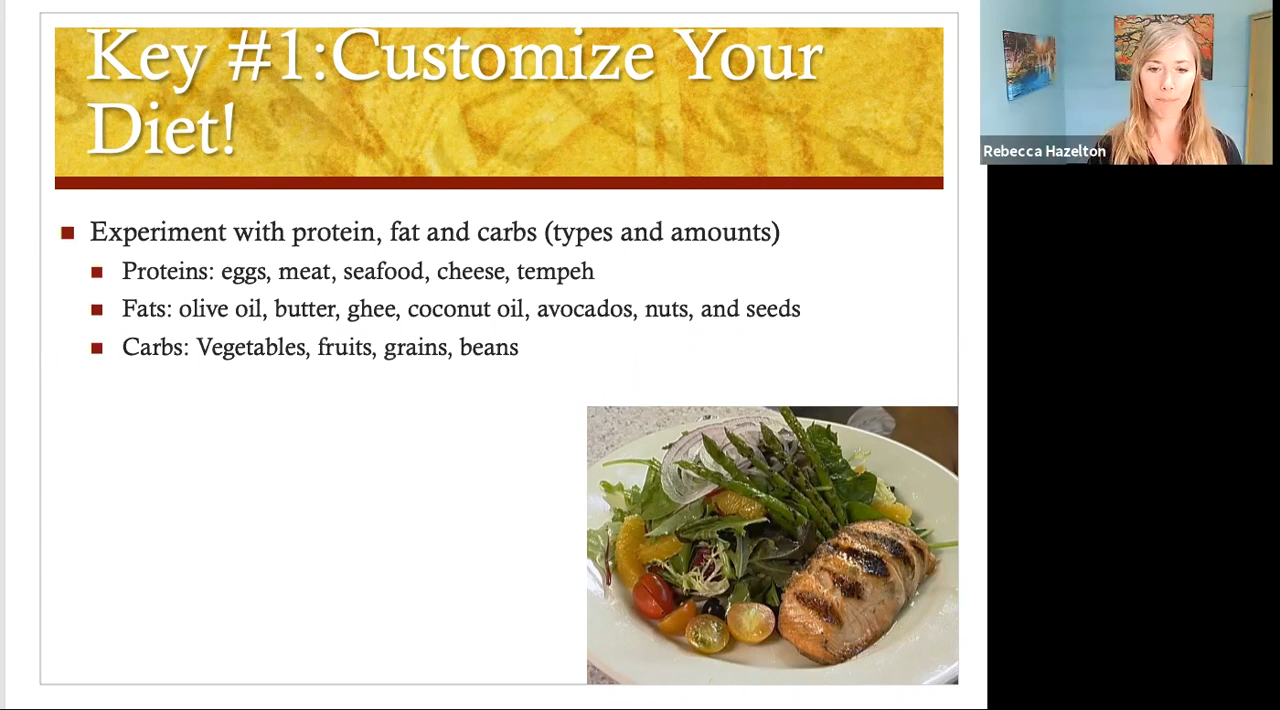 Key #1:Customize Your
Diet!
Rebecca Hazelton
Experiment with protein, fat and carbs (types and amounts)
Proteins: eggs, meat, seafood, cheese, tempeh
Fats: olive oil, butter, ghee, coconut oil, avocados, nuts, and seeds
Carbs: Vegetables, fruits, grains, beans